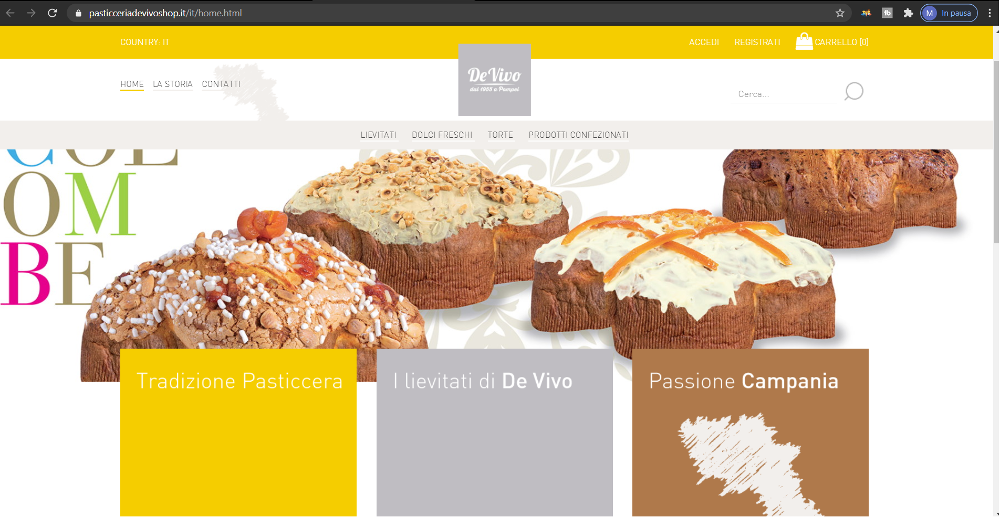 pasticceriadevivoshop.it/it/home.html
M In pausa
COUNTRY: IT
ACCEDI REGISTRATI CARRELLO [0]
HOME LA STORIA CONTATTI
De Vivo
dal 1955 a Pompei
Cerca...
LIEVITATI DOLCI FRESCHI TORTE PRODOTTI CONFEZIONATI
COL
OM
BE
Tradizione Pasticcera
I lievitati di De Vivo
Passione Campania